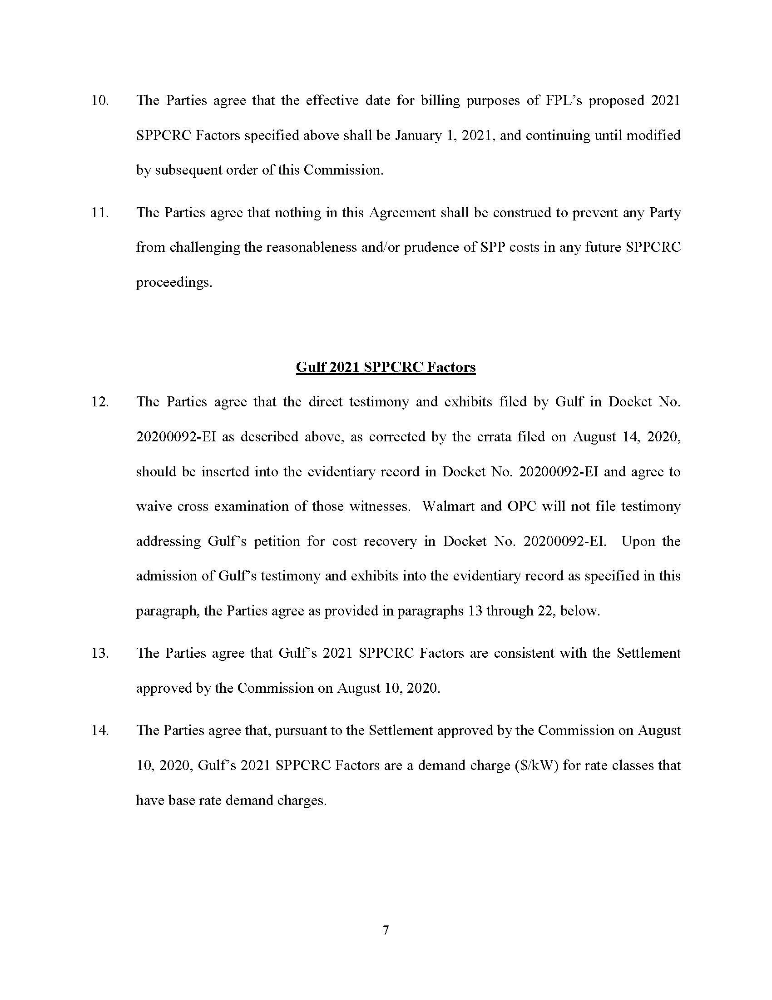 10. The Parties agree that the effective date for billing purposes of FPL’s proposed 2021
SPPCRC Factors specified above shall be January 1, 2021, and continuing until modified
by subsequent order of this Commission.
11. The Parties agree that nothing in this Agreement shall be construed to prevent any Party
from challenging the reasonableness and/or prudence of SPP costs in any future SPPCRC
proceedings.
Gulf 2021 SPPCRC Factors
12. The Parties agree that the direct testimony and exhibits filed by Gulf in Docket No.
20200092-EI as described above, as corrected by the errata filed on August 14, 2020,
should be inserted into the evidentiary record in Docket No. 20200092-EI and agree to
waive cross examination of those witnesses. Walmart and OPC will not file testimony
addressing Gulf’s petition for cost recovery in Docket No. 20200092-EI. Upon the
admission of Gulf’s testimony and exhibits into the evidentiary record as specified in this
paragraph, the Parties agree as provided in paragraphs 13 through 22, below.
13. The Parties agree that Gulf’s 2021 SPPCRC Factors are consistent with the Settlement
approved by the Commission on August 10, 2020.
14. The Parties agree that, pursuant to the Settlement approved by the Commission on August
10, 2020, Gulf’s 2021 SPPCRC Factors are a demand charge ($/kW) for rate classes that
have base rate demand charges.
7